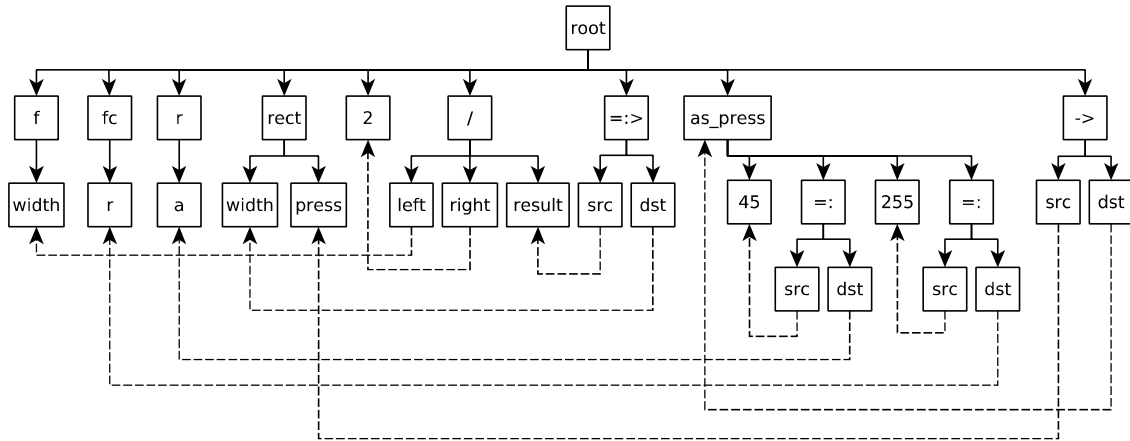 root
f fc r rect 2 / =:> as_press ->
width r a width press left right result src dst 45 =: 255 =: src dst
src dst src dst